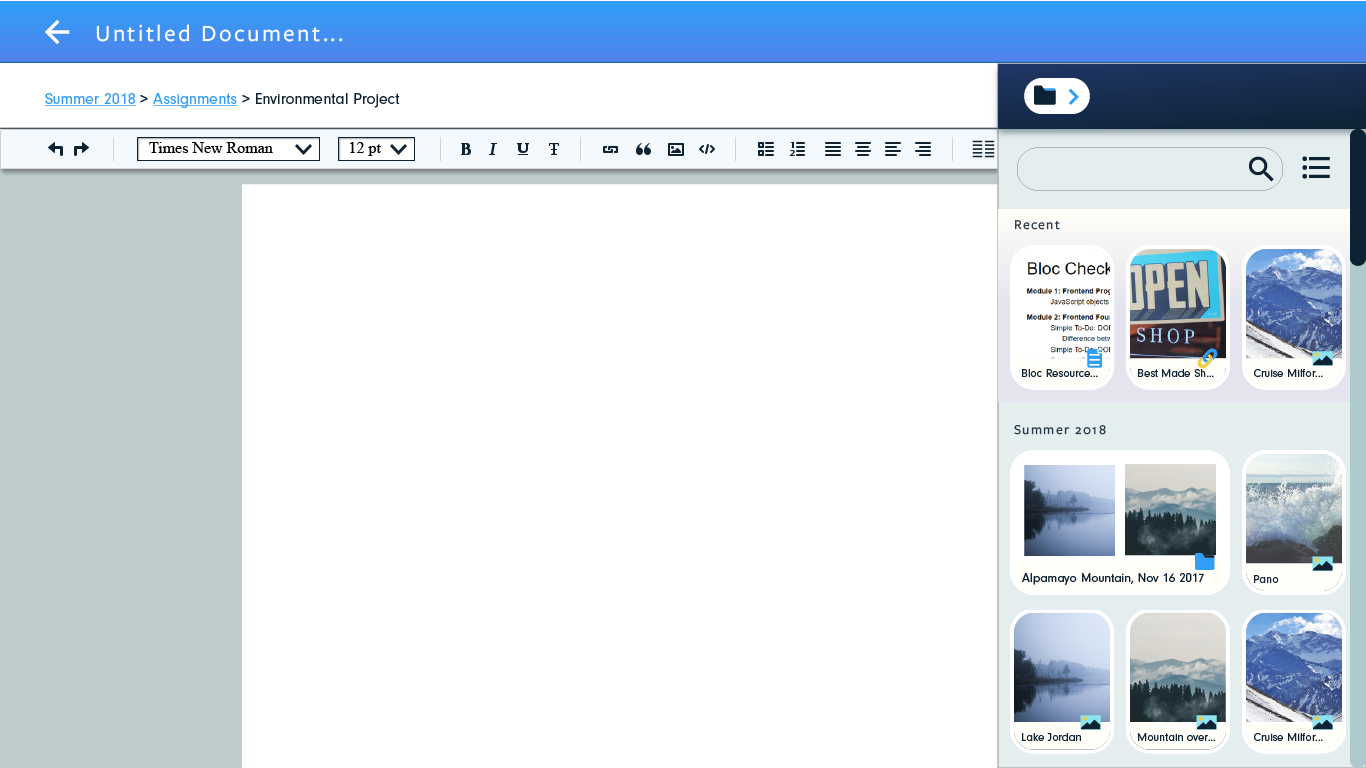 Untitled Document...
Summer 2018 > Assignments > Environmental Project
Times New Roman
12 pt
B I U T
Recent
Bloc Check
Module 1: Frontend Prog
JavaScript objects
Module 2: Frontend Fou
Simple To-Do: DOI
Difference betv
Simple To-Do: DOI
Bloc Resource...
OPEN
SHOP
Best Made Sh...
Cruise Milfor...
Summer 2018
Alpamayo Mountain, Nov 16 2017
Pano
Lake Jordan
Mountain over...
Cruise Milfor...